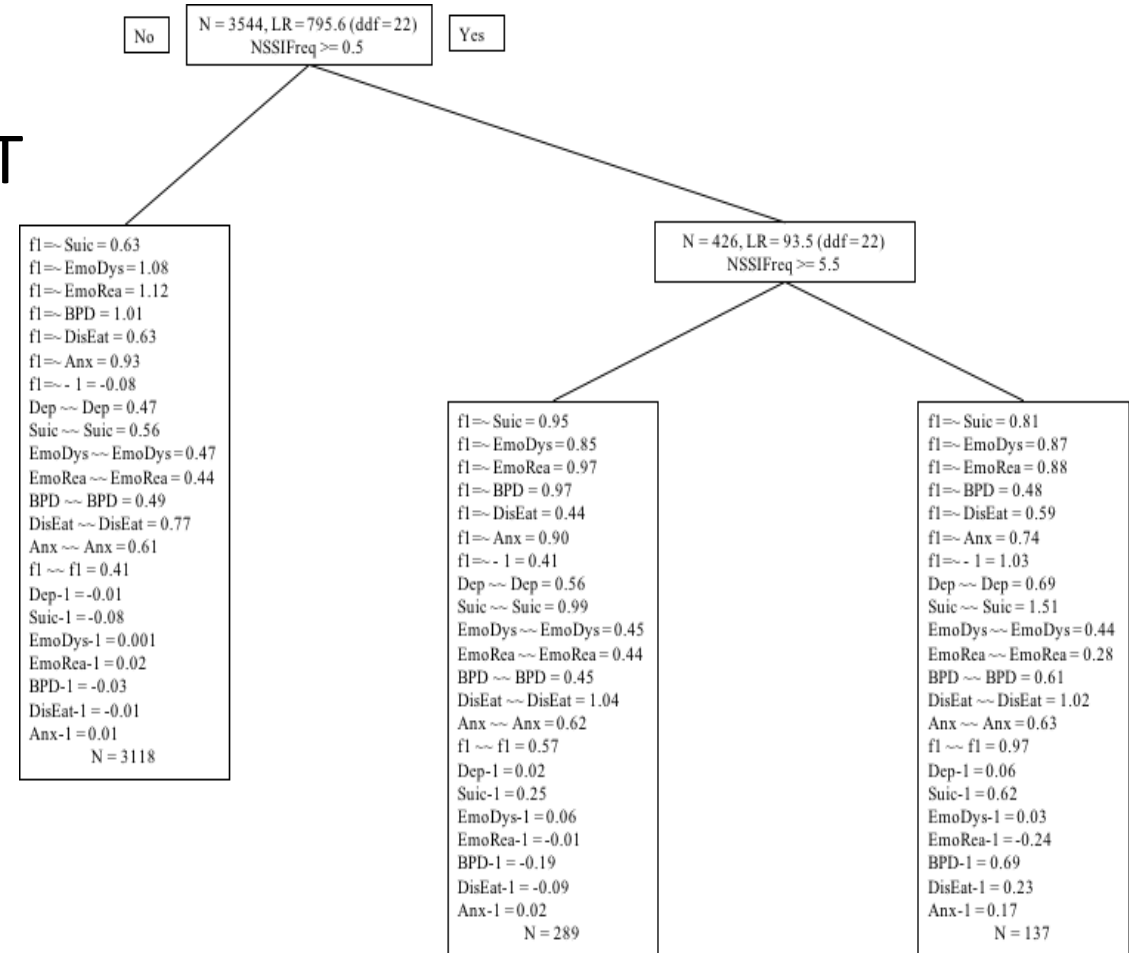 No
N = 3544, LR = 795.6 (ddf = 22)
NSSIFreq >= 0.5
Yes
T
N = 426, LR = 93.5 (ddf = 22)
NSSIFreq >= 5.5
f1 =~ Suic = 0.63
f1 =~ EmoDys = 1.08
f1 =~ EmoRea = 1.12
f1 =~ BPD = 1.01
f1 =~ DisEat = 0.63
f1 =~ Anx = 0.93
f1 =~ - 1 = -0.08
Dep ~~ Dep = 0.47
Suic ~~ Suic = 0.56
EmoDys ~~ EmoDys = 0.47
EmoRea ~~ EmoRea = 0.44
BPD ~~ BPD = 0.49
DisEat ~~ DisEat = 0.77
Anx ~~ Anx = 0.61
f1 ~~ f1 = 0.41
Dep-1 = -0.01
Suic-1 = -0.08
EmoDys-1 = 0.001
EmoRea-1 = 0.02
BPD-1 = -0.03
DisEat-1 = -0.01
Anx-1 = 0.01
N = 3118
f1 =~ Suic = 0.95
f1 =~ EmoDys = 0.85
f1 =~ EmoRea = 0.97
f1 =~ BPD = 0.97
f1 =~ DisEat = 0.44
f1 =~ Anx = 0.90
f1 =~ - 1 = 0.41
Dep ~~ Dep = 0.56
Suic ~~ Suic = 0.99
EmoDys ~~ EmoDys = 0.45
EmoRea ~~ EmoRea = 0.44
BPD ~~ BPD = 0.45
DisEat ~~ DisEat = 1.04
Anx ~~ Anx = 0.62
f1 ~~ f1 = 0.57
Dep-1 = 0.02
Suic-1 = 0.25
EmoDys-1 = 0.06
EmoRea-1 = -0.01
BPD-1 = -0.19
DisEat-1 = -0.09
Anx-1 = 0.02
N = 289
f1 =~ Suic = 0.81
f1 =~ EmoDys = 0.87
f1 =~ EmoRea = 0.88
f1 =~ BPD = 0.48
f1 =~ DisEat = 0.59
f1 =~ Anx = 0.74
f1 =~ - 1 = 1.03
Dep ~~ Dep = 0.69
Suic ~~ Suic = 1.51
EmoDys ~~ EmoDys = 0.44
EmoRea ~~ EmoRea = 0.28
BPD ~~ BPD = 0.61
DisEat ~~ DisEat = 1.02
Anx ~~ Anx = 0.63
f1 ~~ f1 = 0.97
Dep-1 = 0.06
Suic-1 = 0.62
EmoDys-1 = 0.03
EmoRea-1 = -0.24
BPD-1 = 0.69
DisEat-1 = 0.23
Anx-1 = 0.17
N = 137